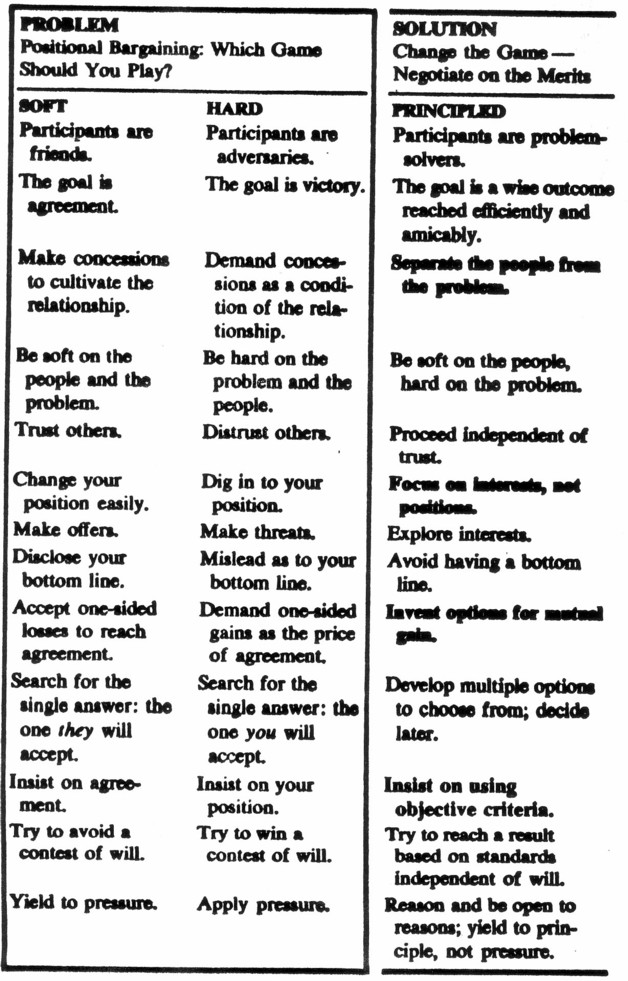 PROBLEM
Positional Bargaining: Which Game
Should You Play?
SOFT
Participants are
friends.
The goal is
agreement.
Make concessions
to cultivate the
relationship.
Be soft on the
people and the
problem.
Trust others.
Change your
position easily.
Make offers.
Disclose your
bottom line.
Accept one-sided
losses to reach
agreement.
Search for the
single answer: the
one they will
accept.
Insist on agree-
ment.
Try to avoid a
contest of will.
Yield to pressure.
HARD
Participants are
adversaries.
The goal is victory.
Demand conces-
sions as a condi-
tion of the rela-
tionship.
Be hard on the
problem and the
people.
Distrust others.
Dig in to your
position.
Make threats.
Mislead as to your
bottom line.
Demand one-sided
gains as the price
of agreement.
Search for the
single answer: the
one you will
accept.
Insist on your
position.
Try to win a
contest of will.
Apply pressure.
SOLUTION
Change the Game—
Negotiate on the Merits
PRINCIPLED
Participants are problem-
solvers.
The goal is a wise outcome
reached efficiently and
amicably.
Separate the people from
the problem.
Be soft on the people,
hard on the problem.
Proceed independent of
trust.
Focus on interests, not
positions.
Explore interests.
Avoid having a bottom
line.
Invent options for mutual
gain.
Develop multiple options
to choose from; decide
later.
Insist on using
objective criteria.
Try to reach a result
based on standards
independent of will.
Reason and be open to
reasons; yield to prin-
ciple, not pressure.